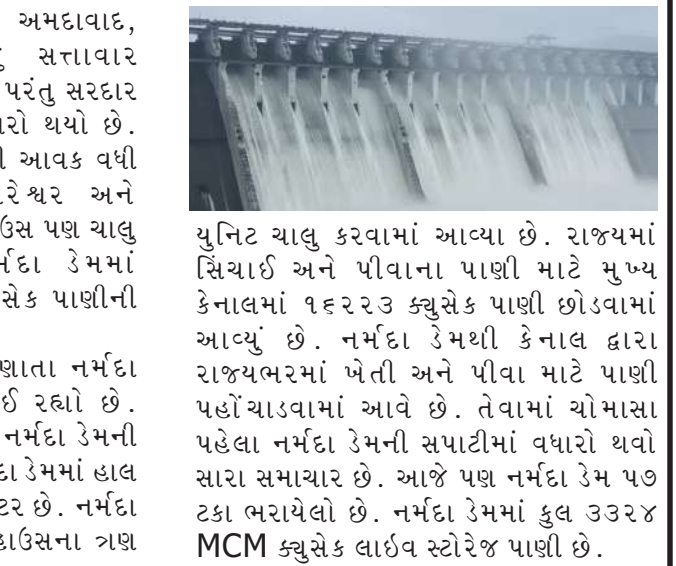 અમદાવાદ,
સત્તાવાર
પરંતુ સરદાર
થયો છે.
આવક વધી
અને
પણ ચાલુ
ડેમમાં
પાણીની
નર્મદા
રહ્યો છે.
નર્મદા ડેમની
ડેમમાં હાલ
છે. નર્મદા
ત્રણ
યુનિટ ચાલુ કરવામાં આવ્યા છે. રાજયમાં
સિંચાઈ અને પીવાના પાણી માટે મુખ્ય
કેનાલમાં ૧૬૨૨૩ ક્યુસેક પાણી છોડવામાં
આવ્યું છે. નર્મદા ડેમથી કેનાલ દ્વારા
રાજયભરમાં ખેતી અને પીવા માટે પાણી
પહોંચાડવામાં આવે છે. તેવામાં ચોમાસા
પહેલા નર્મદા ડેમની સપાટીમાં વધારો થવો
સારા સમાચાર છે. આજે પણ નર્મદા ડેમ ૫૭
ટકા ભરાયેલો છે. નર્મદા ડેમમાં કુલ ૩૩૨૪
MCM ક્યુસેક લાઇવ સ્ટોરેજ પાણી છે.